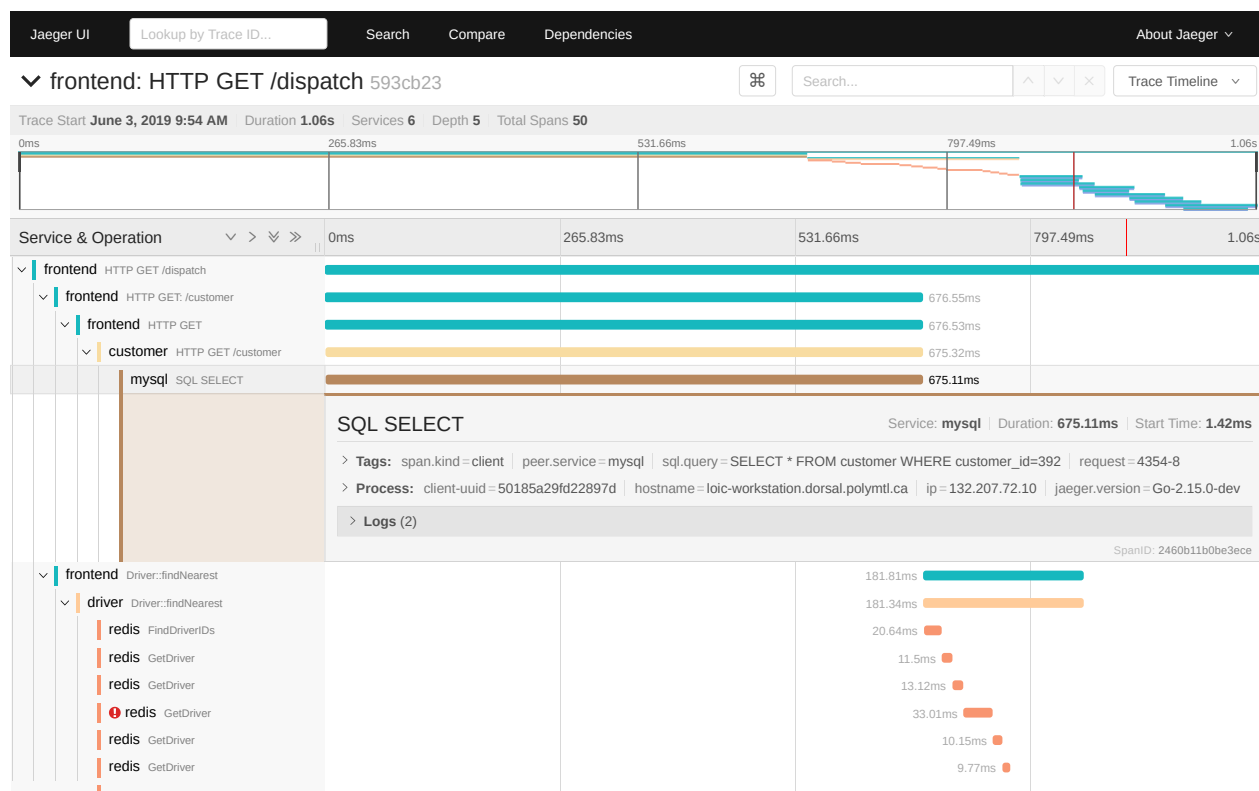 Jaeger UI Lookup by Trace ID... Search Compare Dependencies About Jaeger
frontend: HTTP GET /dispatch 593cb23 ⌘ Search... Trace Timeline
Trace Start June 3, 2019 9:54 AM Duration 1.06s Services 6 Depth 5 Total Spans 50
0ms 265.83ms 531.66ms 797.49ms 1.06s
Service & Operation 0ms 265.83ms 531.66ms 797.49ms 1.06s
frontend HTTP GET /dispatch
frontend HTTP GET: /customer 676.55ms
frontend HTTP GET 676.53ms
customer HTTP GET /customer 675.32ms
mysql SQL SELECT 675.11ms
SQL SELECT Service: mysql Duration: 675.11ms Start Time: 1.42ms
Tags: span.kind=client peer.service=mysql sql.query=SELECT * FROM customer WHERE customer_id=392 request=4354-8
Process: client-uuid=50185a29fd22897d hostname=loic-workstation.dorsal.polymtl.ca ip=132.207.72.10 jaeger.version=Go-2.15.0-dev
Logs (2)
SpanID: 2460b11b0be3ece
frontend Driver::findNearest 181.81ms
driver Driver::findNearest 181.34ms
redis FindDriverIDs 20.64ms
redis GetDriver 11.5ms
redis GetDriver 13.12ms
redis GetDriver 33.01ms
redis GetDriver 10.15ms
redis GetDriver 9.77ms